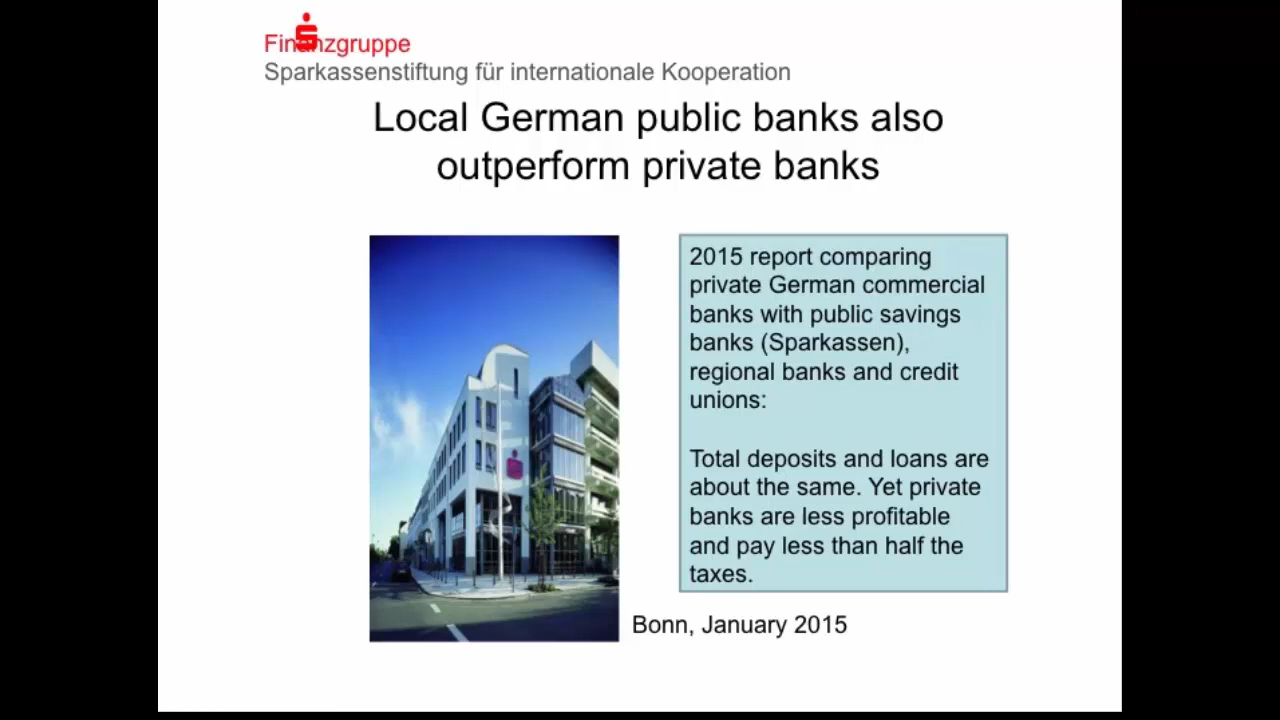 Finanzgruppe
Sparkassenstiftung für internationale Kooperation
Local German public banks also
outperform private banks
2015 report comparing
private German commercial
banks with public savings
banks (Sparkassen),
regional banks and credit
unions:
Total deposits and loans are
about the same. Yet private
banks are less profitable
and pay less than half the
taxes.
Bonn, January 2015